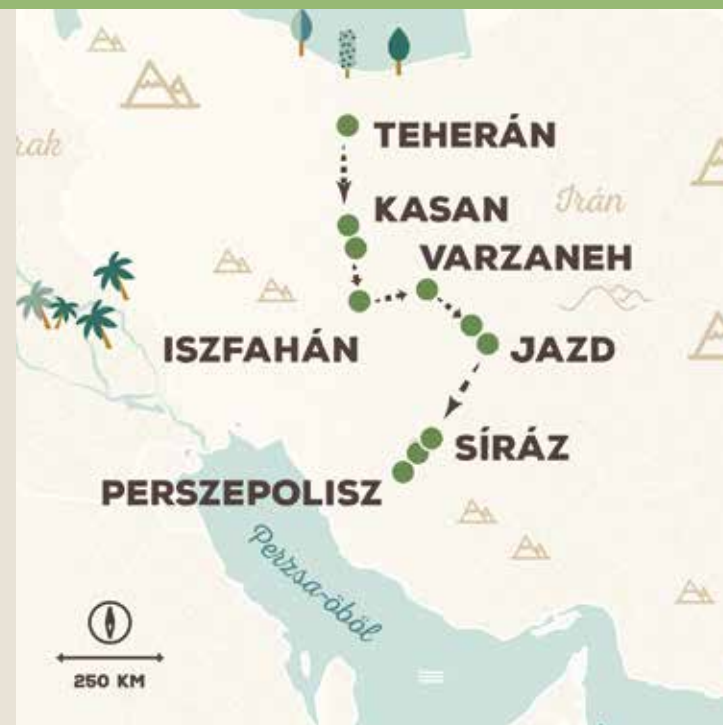 TEHERÁN
rak
KASAN
Irán
VARZANEH
ISZFAHÁN
JAZD
SÍRÁZ
PERSZEPOLISZ
Perzsa-öböl
250 KM